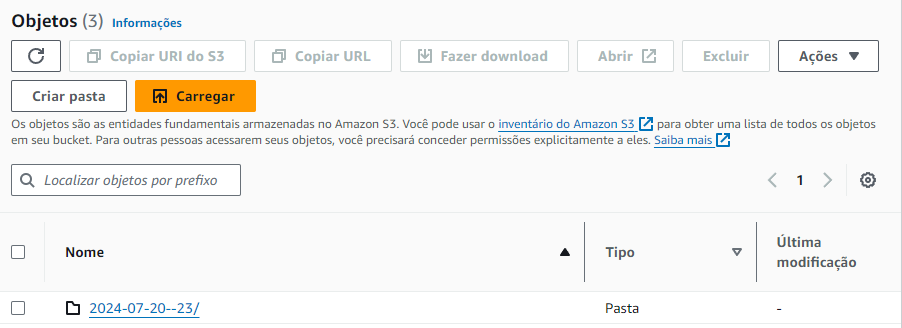 Objetos (3) Informações
Copiar URI do S3 Copiar URL Fazer download Abrir Excluir Ações
Criar pasta Carregar
Os objetos são as entidades fundamentais armazenadas no Amazon S3. Você pode usar o inventário do Amazon S3 para obter uma lista de todos os objetos
em seu bucket. Para outras pessoas acessarem seus objetos, você precisará conceder permissões explicitamente a eles. Saiba mais
Localizar objetos por prefixo 1
Nome Tipo Última
modificação
2024-07-20--23/ Pasta -